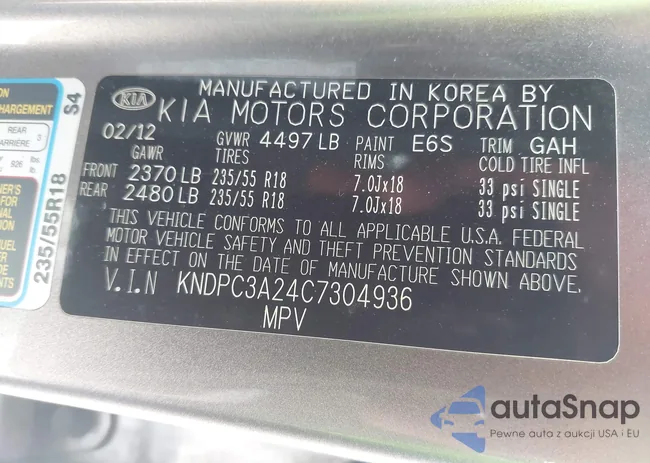 MANUFACTURED IN KOREA BY
KIA KIA MOTORS CORPORATION
02/12 GVWR 4497 LB PAINT E6S TRIM GAH
GAWR TIRES RIMS COLD TIRE INFL
FRONT 2370 LB 235/55 R18 7.0Jx18 33 psi SINGLE
REAR 2480 LB 235/55 R18 7.0Jx18 33 psi SINGLE
THIS VEHICLE CONFORMS TO ALL APPLICABLE U.S.A. FEDERAL
MOTOR VEHICLE SAFETY AND THEFT PREVENTION STANDARDS
IN EFFECT ON THE DATE OF MANUFACTURE SHOWN ABOVE.
V.I.N KNDPC3A24C7304936
MPV
REAR
ARRIÈRE 3
926 lbs.
235/55R18 S4
autaSnap
Pewne auta z aukcji USA i EU